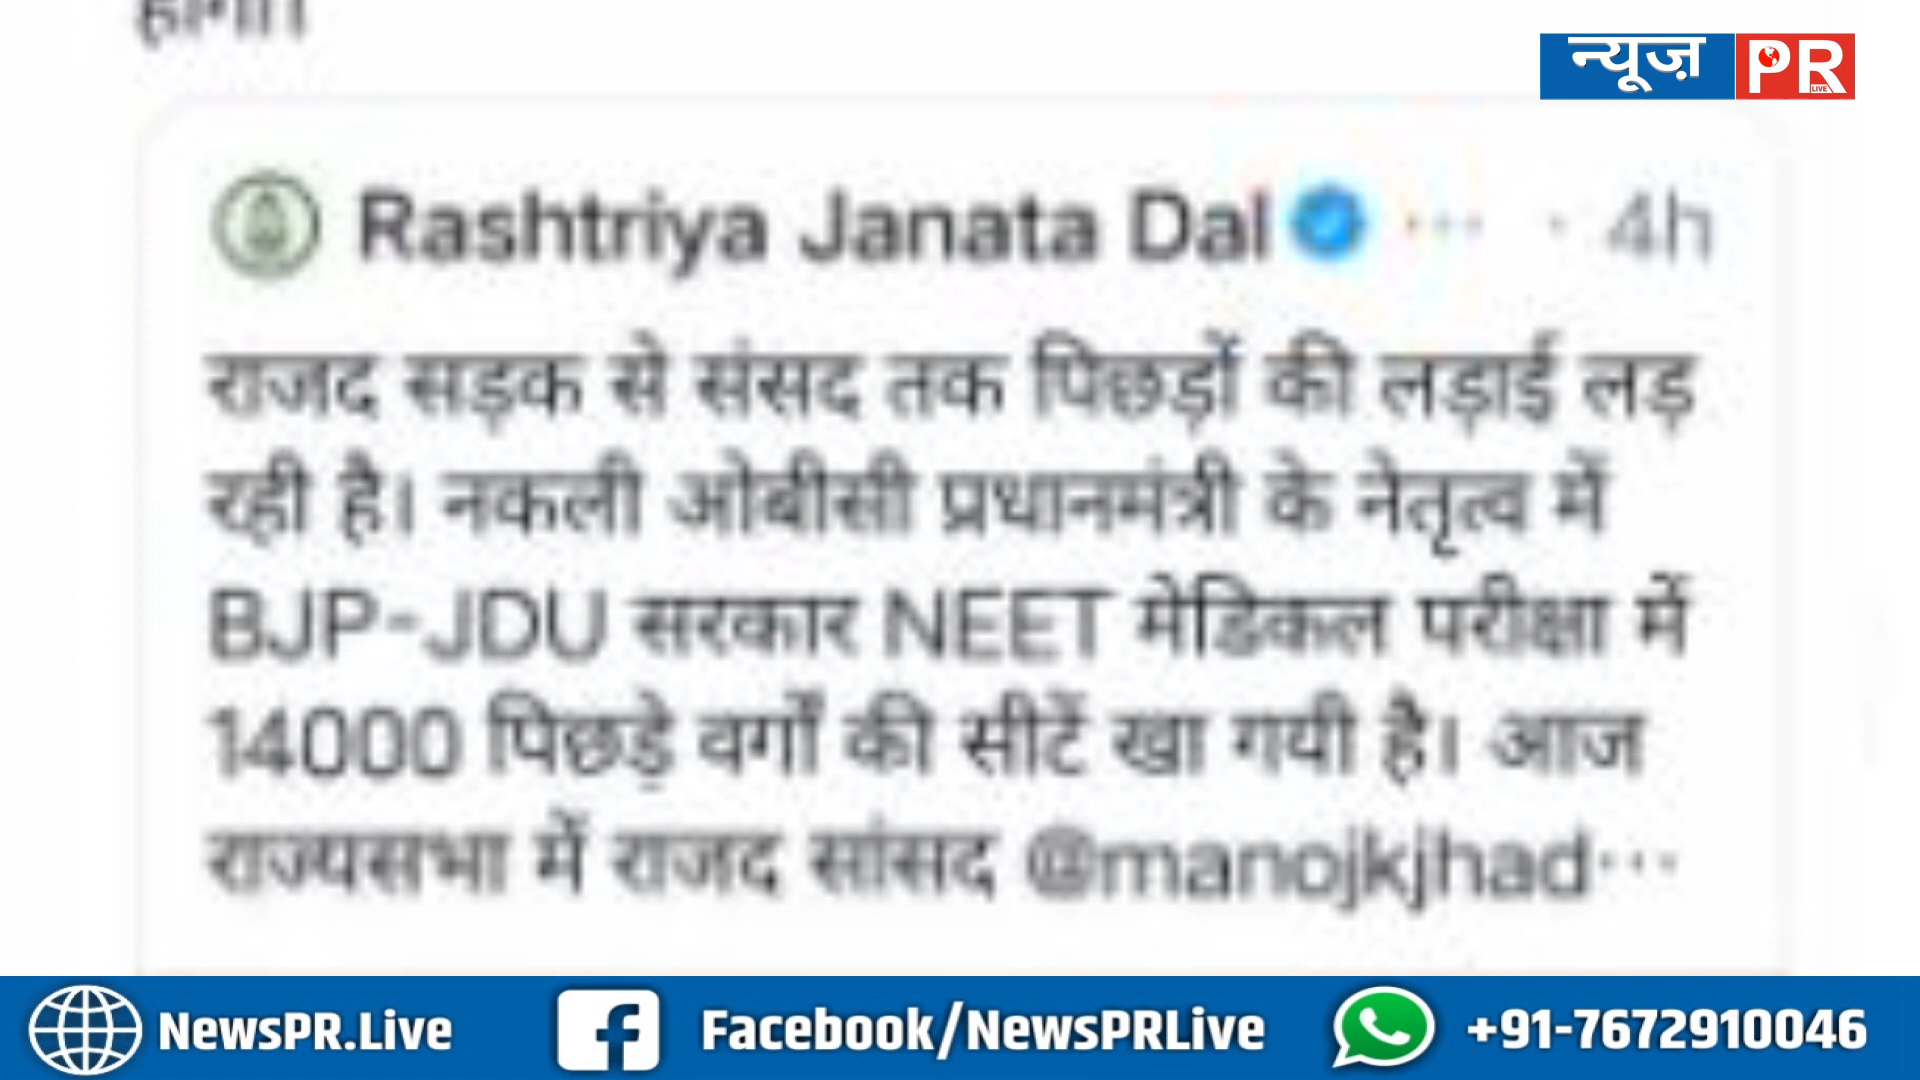 होगा।
न्यूज़ PR
LIVE
Rashtriya Janata Dal ... · 4h
राजद सड़क से संसद तक पिछड़ों की लड़ाई लड़
रही है। नकली ओबीसी प्रधानमंत्री के नेतृत्व में
BJP-JDU सरकार NEET मेडिकल परीक्षा में
14000 पिछड़े वर्गों की सीटें खा गयी है। आज
राज्यसभा में राजद सांसद @manojkjhad...
NewsPR.Live Facebook/NewsPRLive +91-7672910046